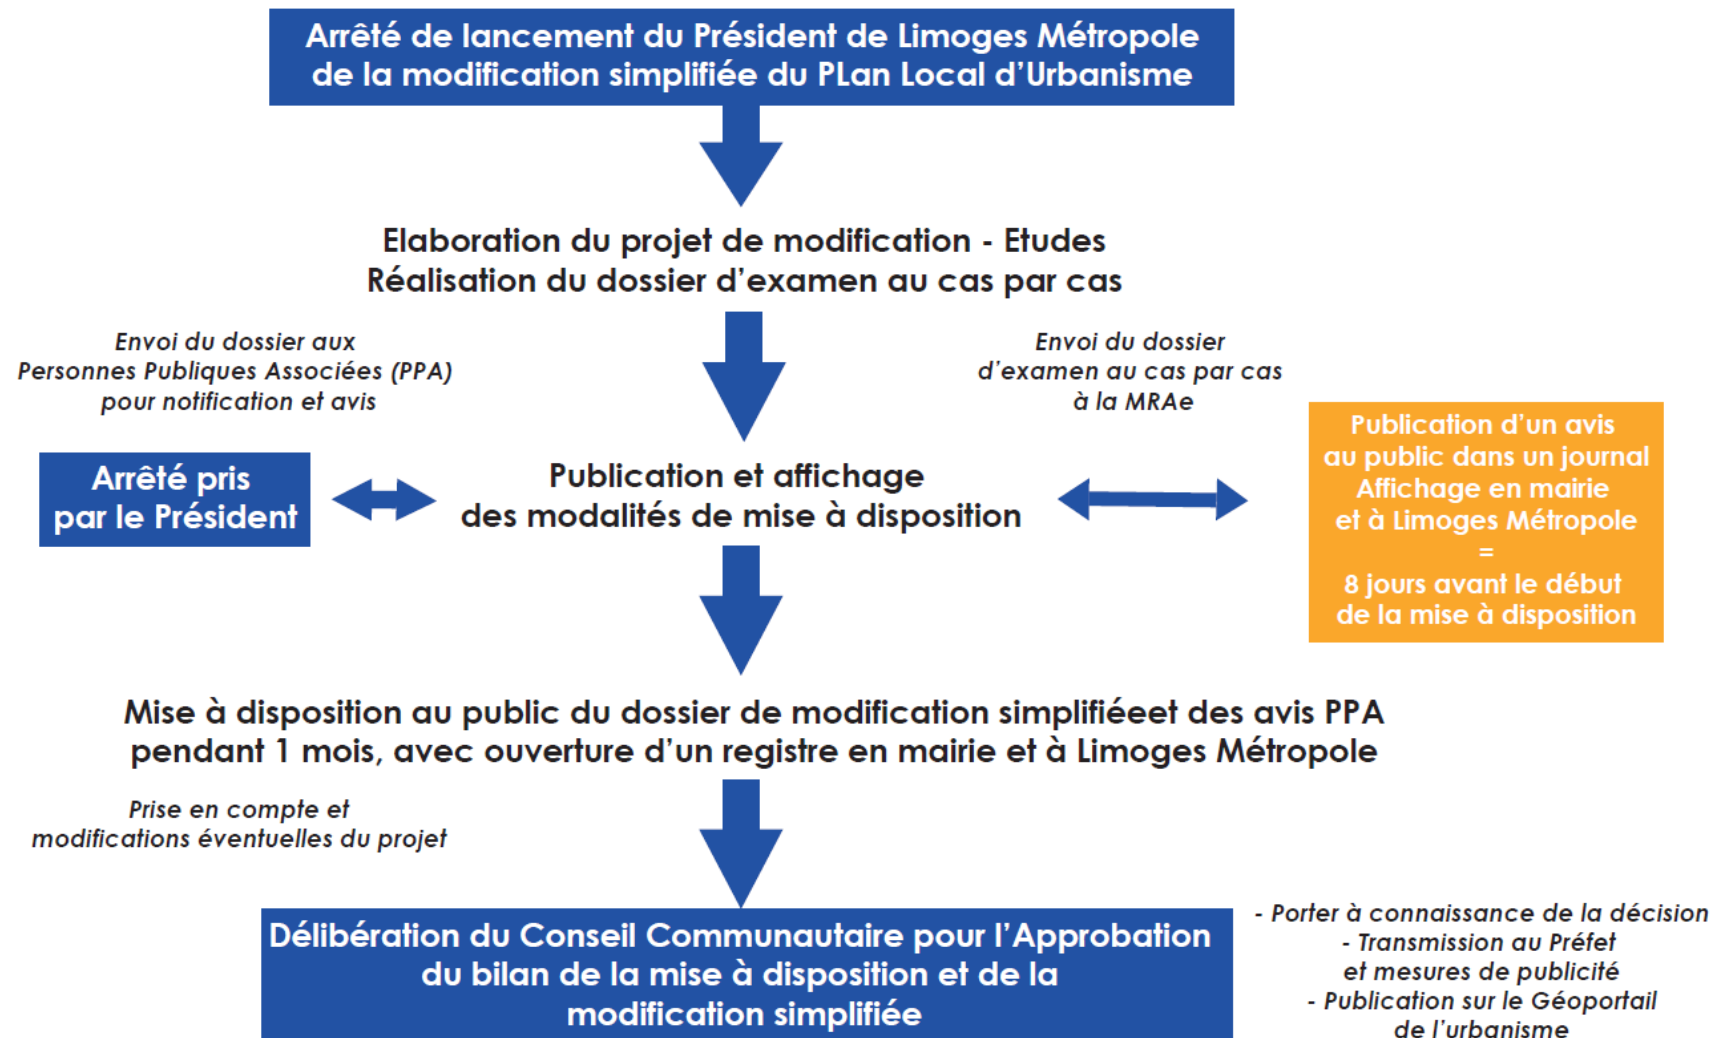 Arrêté de lancement du Président de Limoges Métropole
de la modification simplifiée du PLan Local d'Urbanisme
Elaboration du projet de modification - Etudes
Réalisation du dossier d'examen au cas par cas
Envoi du dossier aux
Personnes Publiques Associées (PPA)
pour notification et avis
Envoi du dossier
d'examen au cas par cas
à la MRAe
Arrêté pris
par le Président
Publication et affichage
des modalités de mise à disposition
Publication d'un avis
au public dans un journal
Affichage en mairie
et à Limoges Métropole
=
8 jours avant le début
de la mise à disposition
Mise à disposition au public du dossier de modification simplifiéeet des avis PPA
pendant 1 mois, avec ouverture d'un registre en mairie et à Limoges Métropole
Prise en compte et
modifications éventuelles du projet
Délibération du Conseil Communautaire pour l'Approbation
du bilan de la mise à disposition et de la
modification simplifiée
- Porter à connaissance de la décision
- Transmission au Préfet
et mesures de publicité
- Publication sur le Géoportail
de l'urbanisme